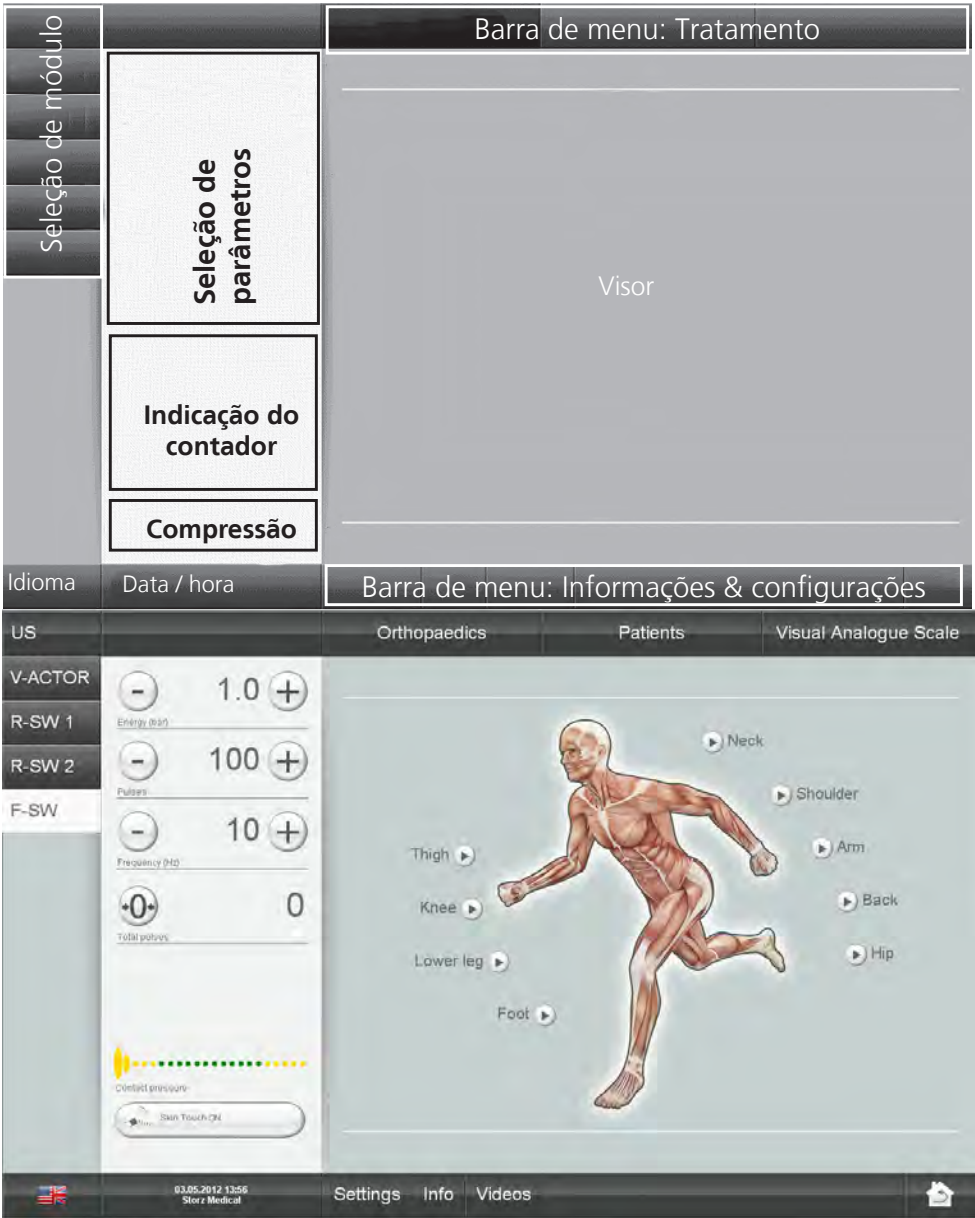 Seleção de módulo
Barra de menu: Tratamento
Seleção de
parâmetros
Visor
Indicação do
contador
Compressão
Idioma
Data / hora
Barra de menu: Informações & configurações
US
Orthopaedics
Patients
Visual Analogue Scale
V-ACTOR
R-SW 1
R-SW 2
F-SW
- 1.0 +
Energy (bar)
- 100 +
Pulses
- 10 +
Frequency (Hz)
0 0
Total pulses
Contact pressure
Skin Touch ON
Neck
Shoulder
Arm
Back
Hip
Thigh
Knee
Lower leg
Foot
03.05.2012 13:56
Storz Medical
Settings
Info
Videos